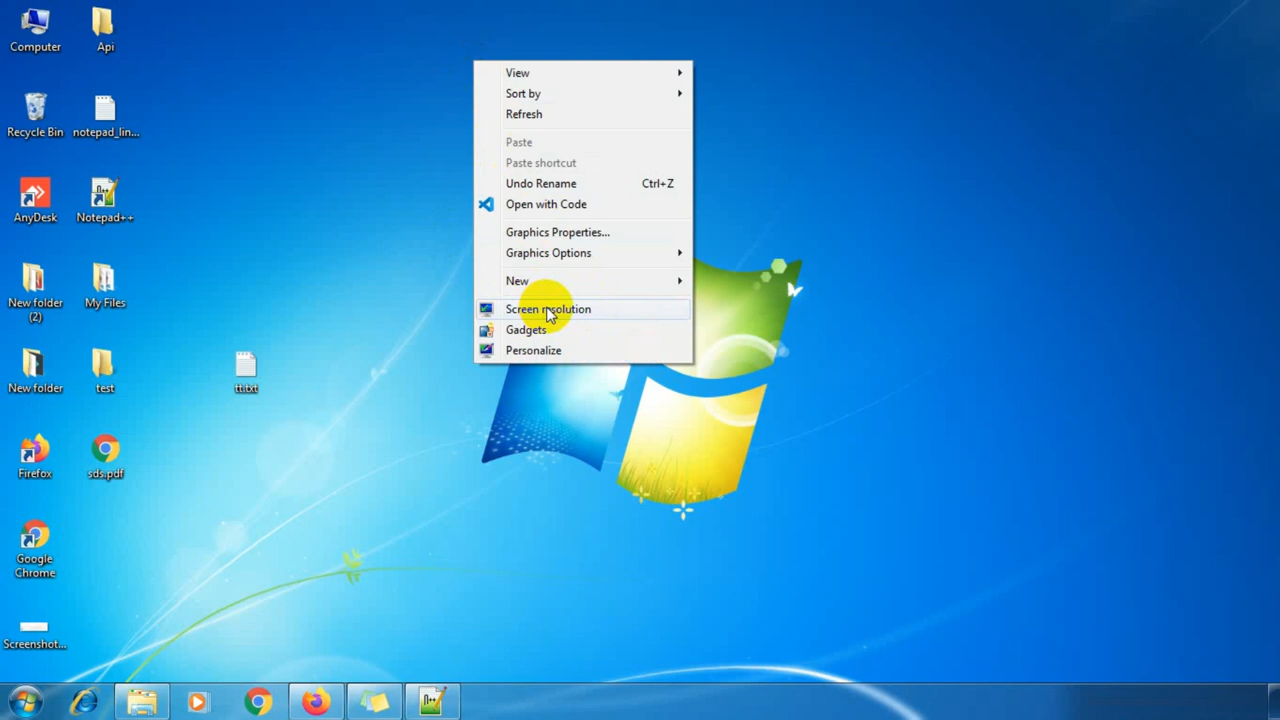 Computer
Api
Recycle Bin
notepad_lin...
AnyDesk
Notepad++
New folder
(2)
My Files
New folder
test
tt.txt
Firefox
sds.pdf
Google
Chrome
Screenshot...
View
Sort by
Refresh
Paste
Paste shortcut
Undo Rename Ctrl+Z
Open with Code
Graphics Properties...
Graphics Options
New
Screen resolution
Gadgets
Personalize